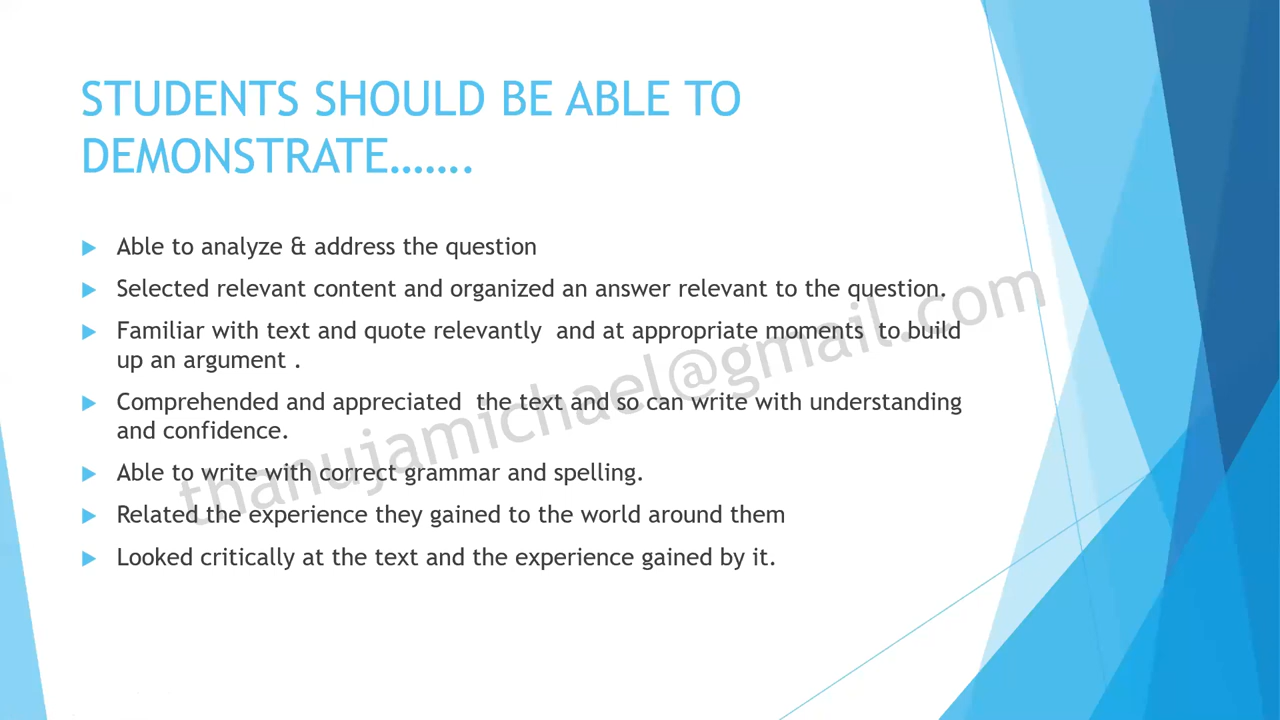 STUDENTS SHOULD BE ABLE TO
DEMONSTRATE…….
Able to analyze & address the question
Selected relevant content and organized an answer relevant to the question.
Familiar with text and quote relevantly  and at appropriate moments  to build
up an argument .
Comprehended and appreciated  the text and so can write with understanding
and confidence.
Able to write with correct grammar and spelling.
Related the experience they gained to the world around them
Looked critically at the text and the experience gained by it.
thanujamichael@gmail.com